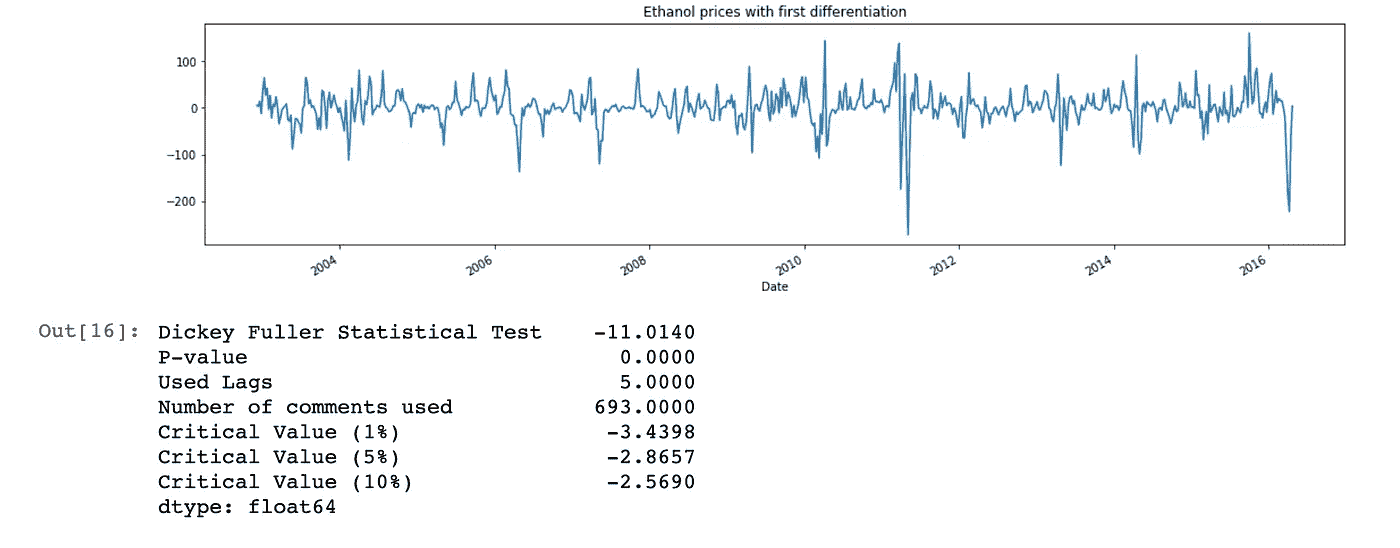 Ethanol prices with first differentiation
100
0
−100
−200
2004 2006 2008 2010 2012 2014 2016
Date
Out[16]: Dickey Fuller Statistical Test -11.0140
P-value 0.0000
Used Lags 5.0000
Number of comments used 693.0000
Critical Value (1%) -3.4398
Critical Value (5%) -2.8657
Critical Value (10%) -2.5690
dtype: float64